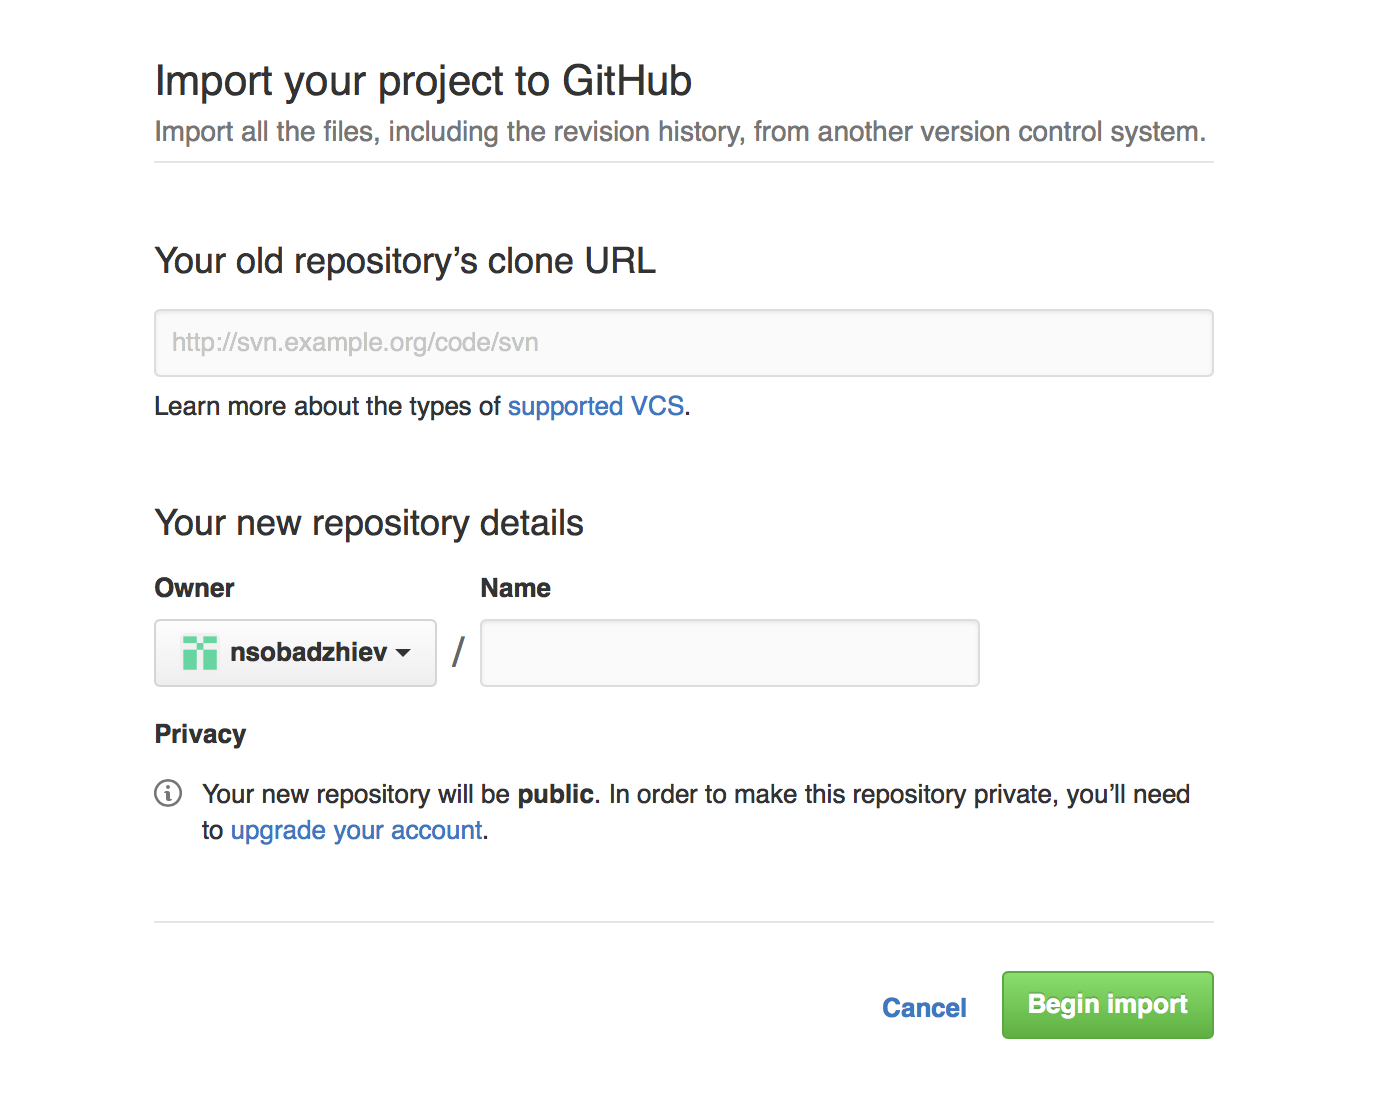 Import your project to GitHub
Import all the files, including the revision history, from another version control system.
Your old repository’s clone URL
http://svn.example.org/code/svn
Learn more about the types of supported VCS.
Your new repository details
Owner
Name
nsobadzhiev
/
Privacy
Your new repository will be public. In order to make this repository private, you’ll need
to upgrade your account.
Cancel
Begin import